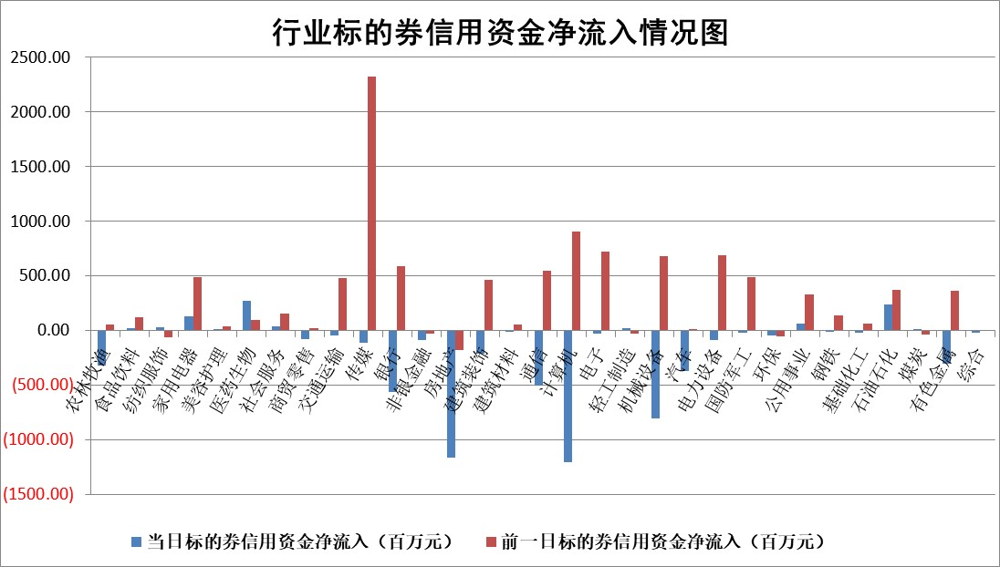 行业标的券信用资金净流入情况图
2500.00
2000.00
1500.00
1000.00
500.00
0.00
(500.00)
(1000.00)
(1500.00)
农林牧渔
食品饮料
纺织服饰
家用电器
美容护理
医药生物
社会服务
商贸零售
交通运输
传媒
银行
非银金融
房地产
建筑装饰
建筑材料
通信
计算机
电子
轻工制造
机械设备
汽车
电力设备
国防军工
环保
公用事业
钢铁
基础化工
石油石化
煤炭
有色金属
综合
当日标的券信用资金净流入（百万元） 前一日标的券信用资金净流入（百万元）